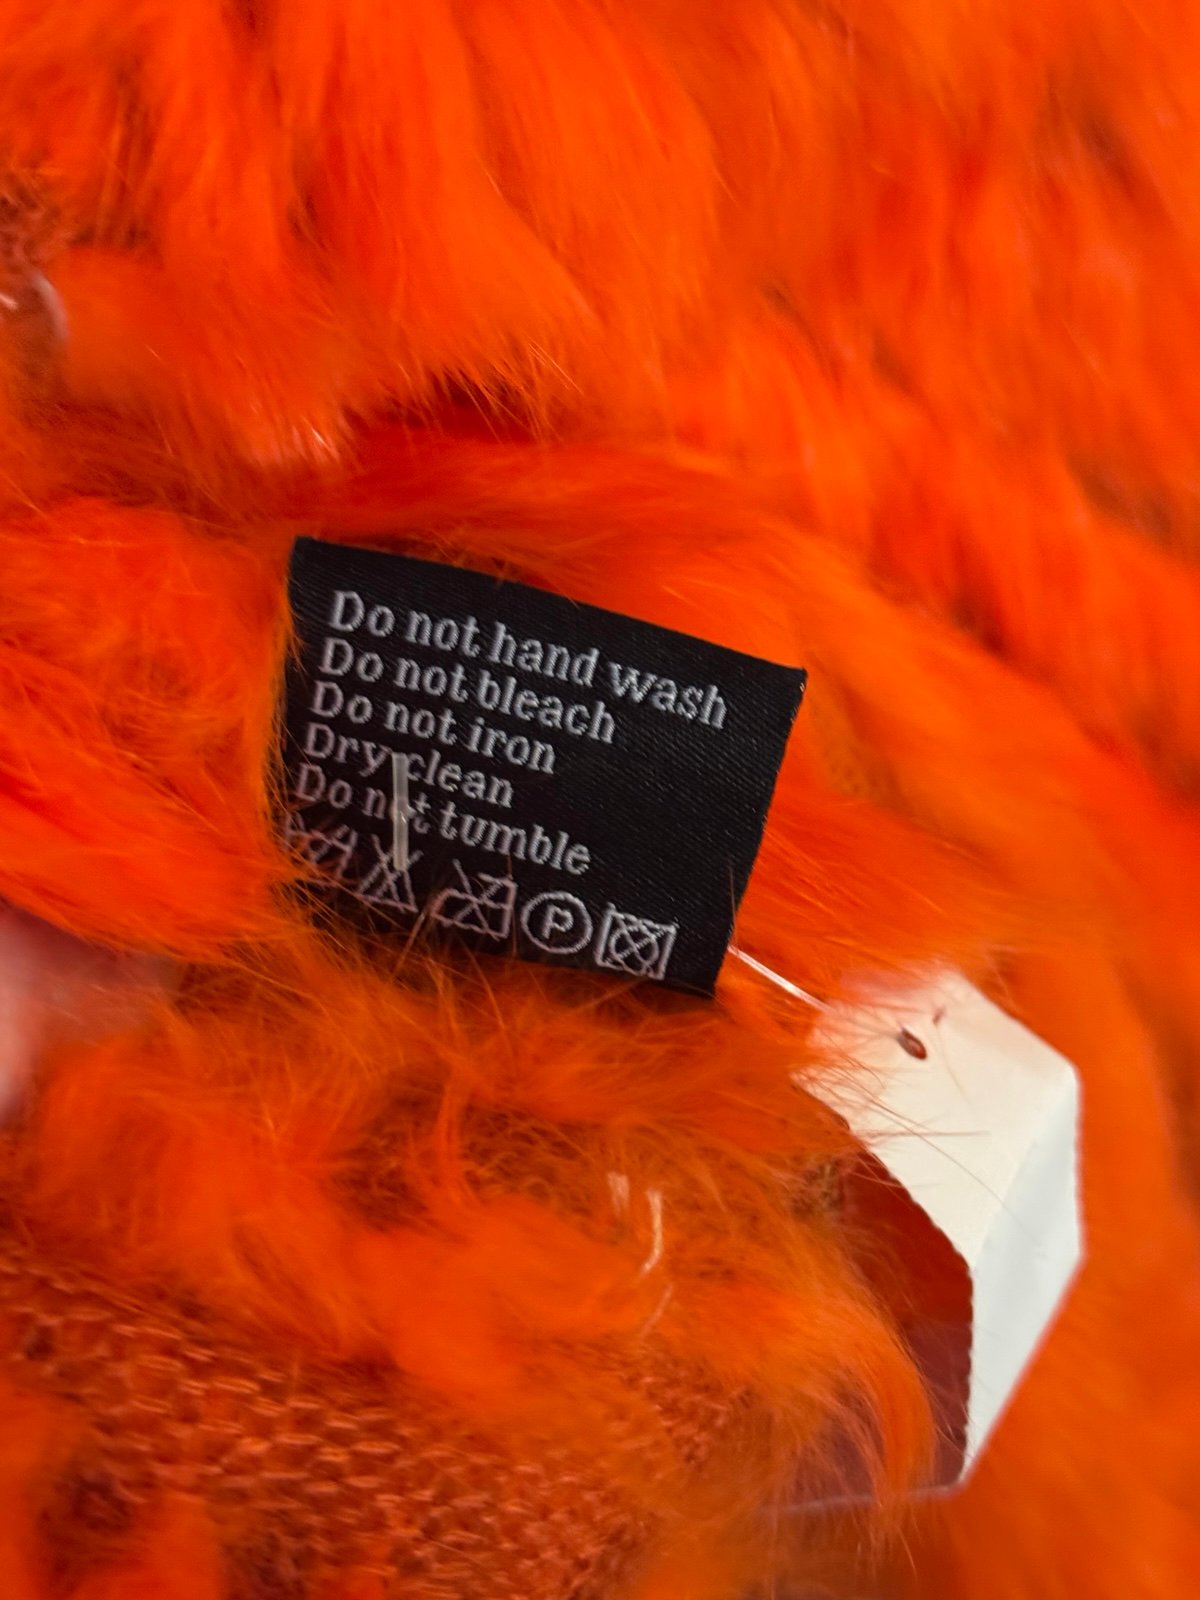 Do not hand wash
Do not bleach
Do not iron
Dry clean
Do not tumble
P